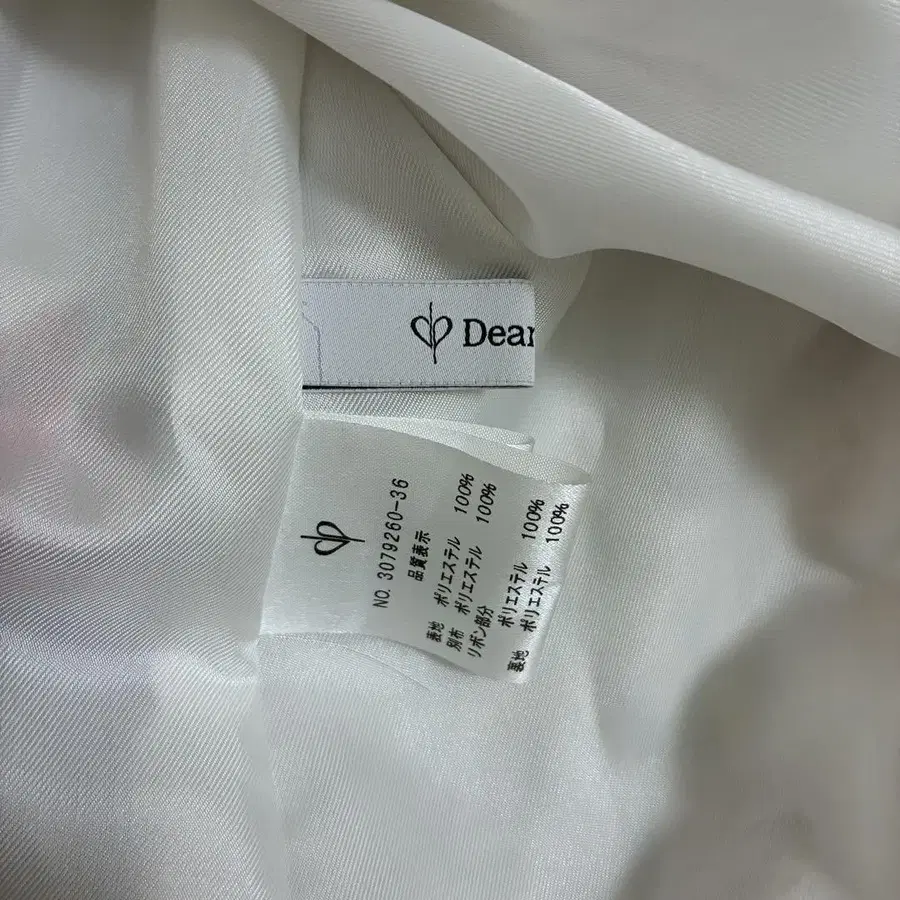 Dear
NO. 3079260-36
品質表示
表地 ポリエステル 100%
別布 ポリエステル 100%
リボン部分
ポリエステル 100%
裏地 ポリエステル 100%